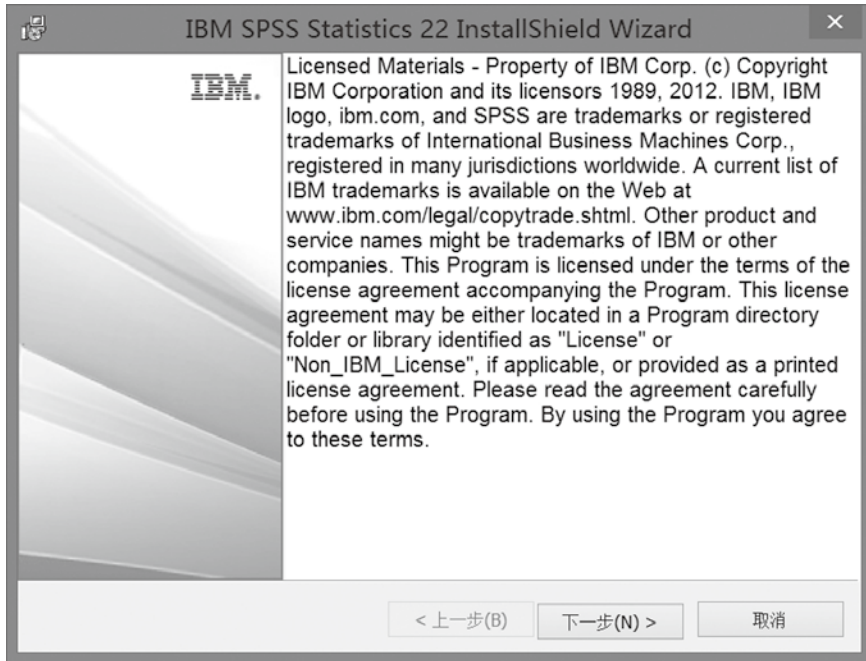 IBM SPSS Statistics 22 InstallShield Wizard
IBM.
Licensed Materials - Property of IBM Corp. (c) Copyright
IBM Corporation and its licensors 1989, 2012. IBM, IBM
logo, ibm.com, and SPSS are trademarks or registered
trademarks of International Business Machines Corp.,
registered in many jurisdictions worldwide. A current list of
IBM trademarks is available on the Web at
www.ibm.com/legal/copytrade.shtml. Other product and
service names might be trademarks of IBM or other
companies. This Program is licensed under the terms of the
license agreement accompanying the Program. This license
agreement may be either located in a Program directory
folder or library identified as "License" or
"Non_IBM_License", if applicable, or provided as a printed
license agreement. Please read the agreement carefully
before using the Program. By using the Program you agree
to these terms.
< 上一步(B)
下一步(N) >
取消